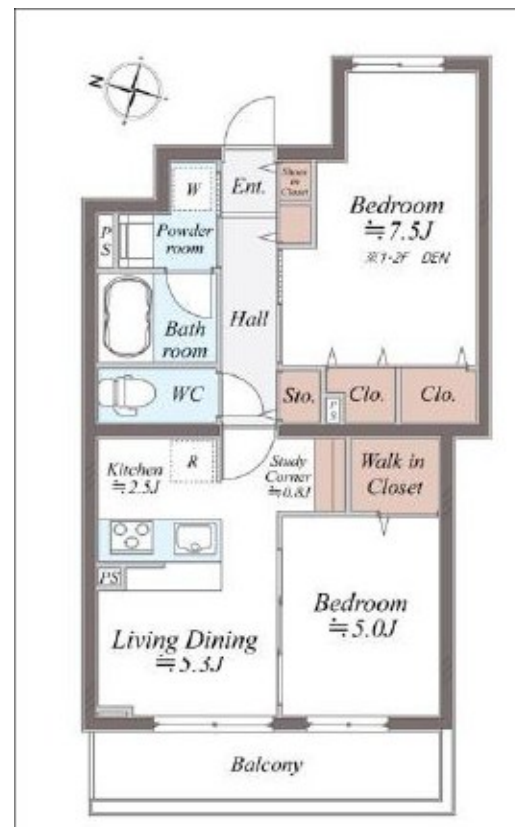 N
W
Ent.
Shoes
in
Closet
Bedroom
≒7.5J
※1・2F DEN
PS
Powder
room
Hall
Bath
room
WC
Sto.
PS
Clo.
Clo.
Kitchen
≒2.5J
R
Study
Corner
≒0.8J
Walk in
Closet
PS
Living Dining
≒5.3J
Bedroom
≒5.0J
Balcony